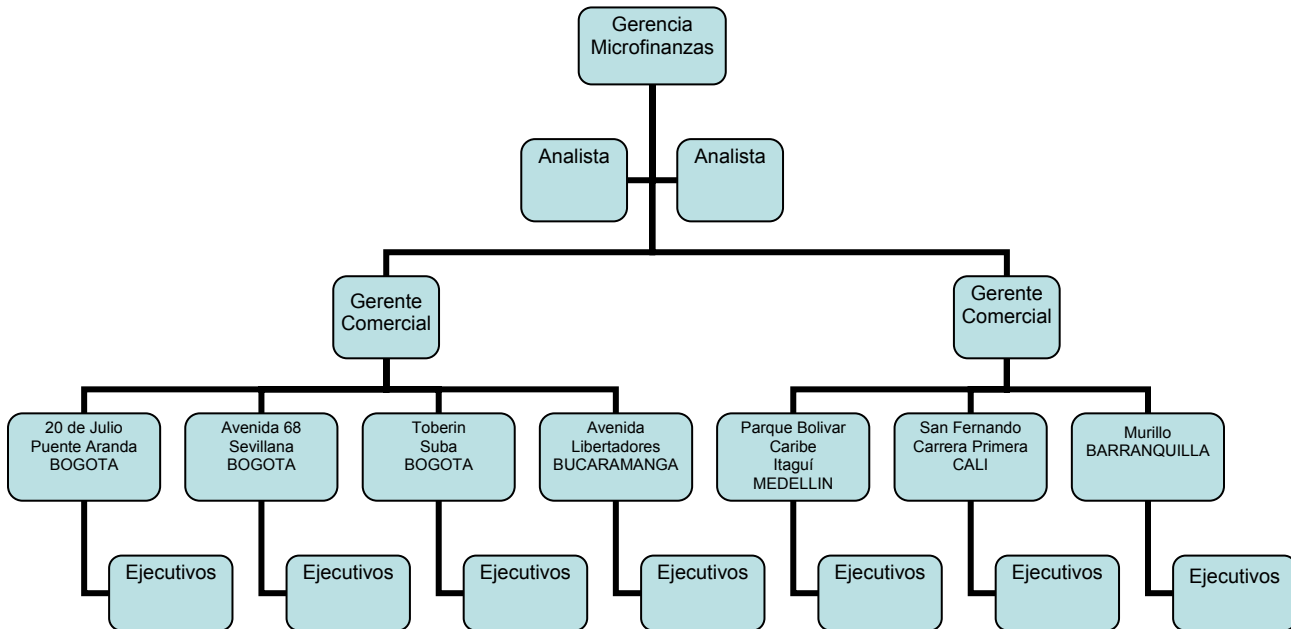 Gerencia
Microfinanzas
Analista
Analista
Gerente
Comercial
Gerente
Comercial
20 de Julio
Puente Aranda
BOGOTA
Avenida 68
Sevillana
BOGOTA
Toberin
Suba
BOGOTA
Avenida
Libertadores
BUCARAMANGA
Parque Bolivar
Caribe
Itaguí
MEDELLIN
San Fernando
Carrera Primera
CALI
Murillo
BARRANQUILLA
Ejecutivos
Ejecutivos
Ejecutivos
Ejecutivos
Ejecutivos
Ejecutivos
Ejecutivos